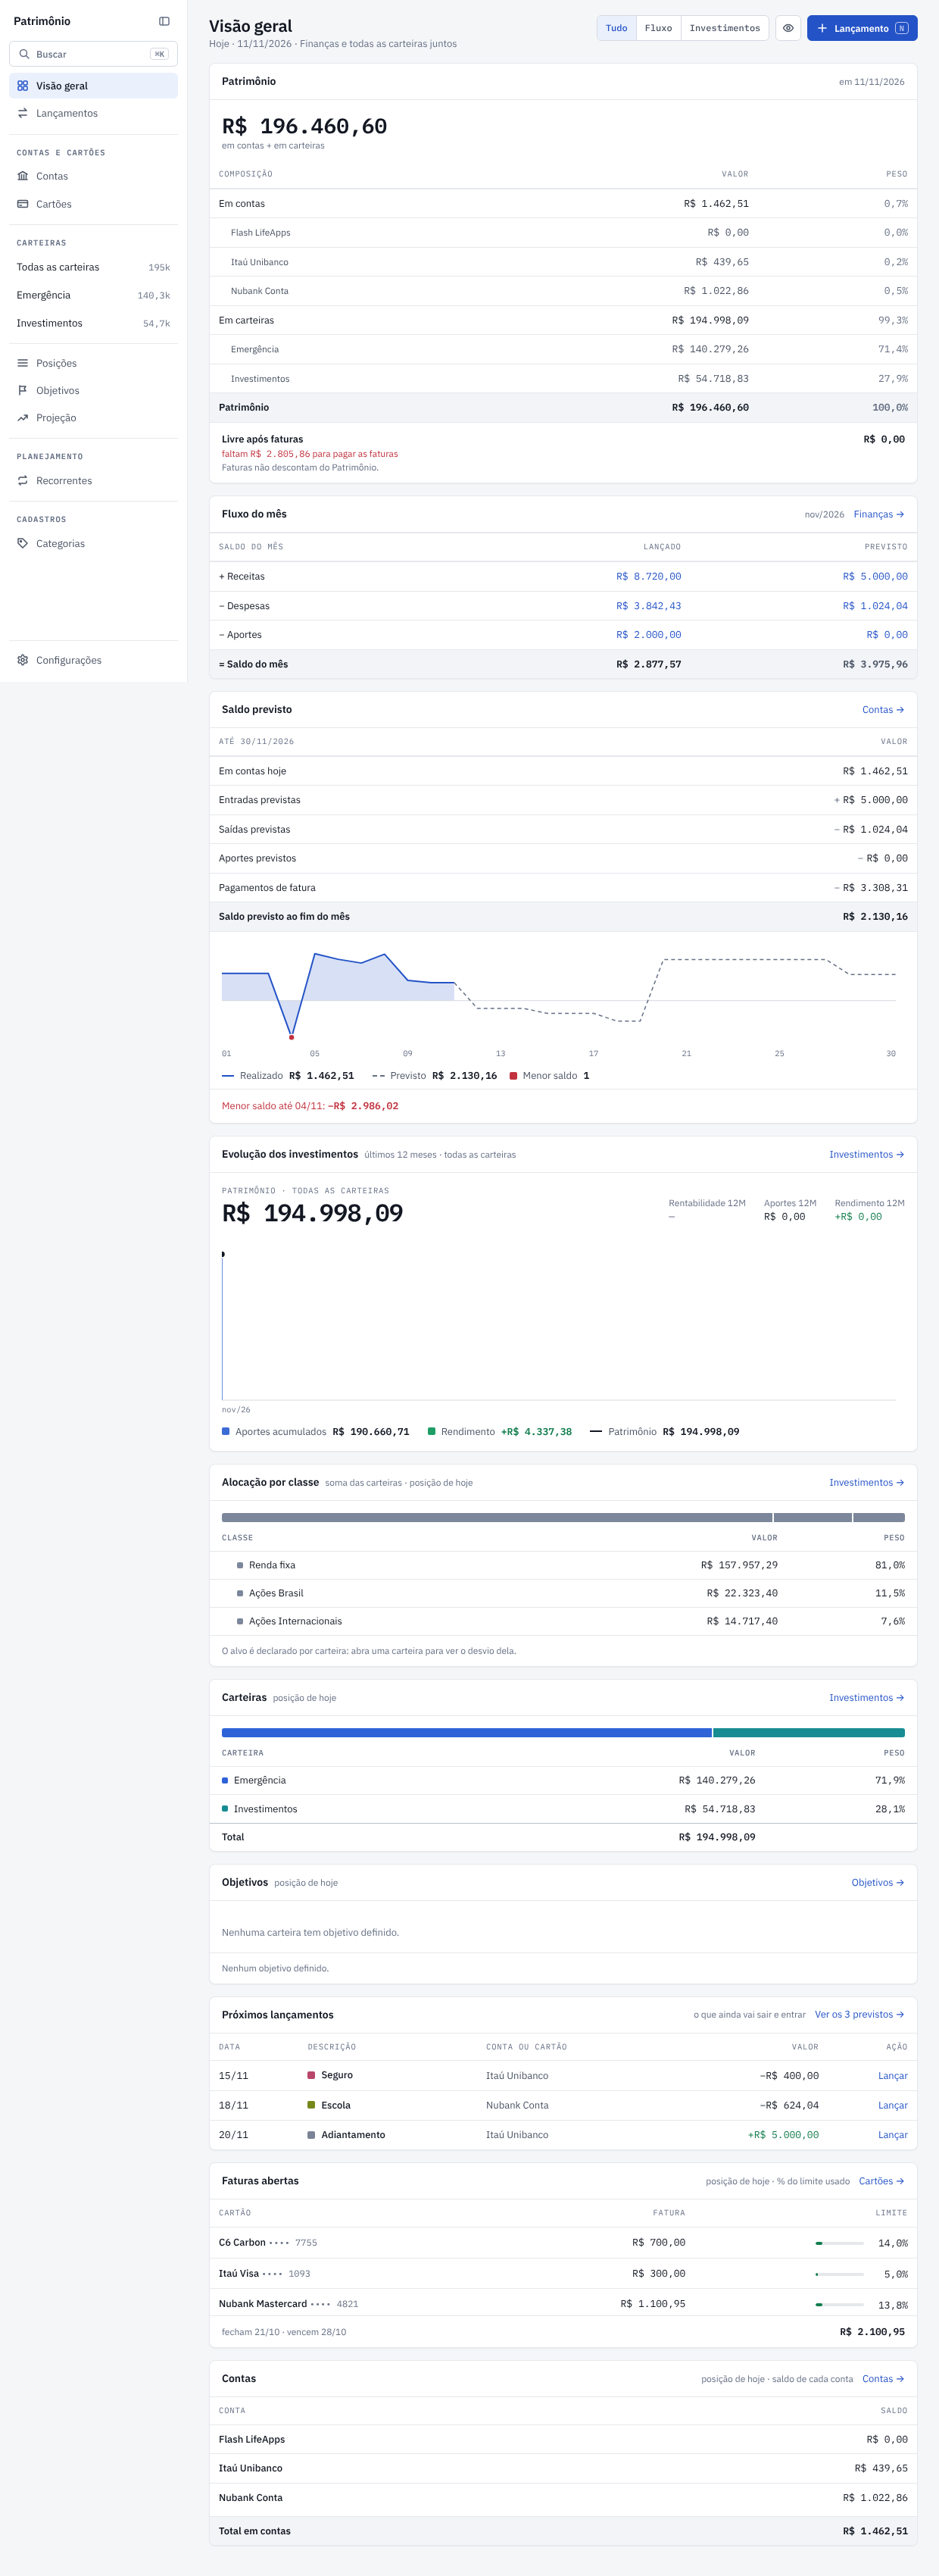 Patrimônio
Buscar ⌘K
Visão geral
Lançamentos
CONTAS E CARTÕES
Contas
Cartões
CARTEIRAS
Todas as carteiras 195k
Emergência 140,3k
Investimentos 54,7k
Posições
Objetivos
Projeção
PLANEJAMENTO
Recorrentes
CADASTROS
Categorias
Configurações
Visão geral
Hoje · 11/11/2026 · Finanças e todas as carteiras juntos
Tudo Fluxo Investimentos
Lançamento N
Patrimônio em 11/11/2026
R$ 196.460,60
em contas + em carteiras
COMPOSIÇÃO VALOR PESO
Em contas R$ 1.462,51 0,7%
Flash LifeApps R$ 0,00 0,0%
Itaú Unibanco R$ 439,65 0,2%
Nubank Conta R$ 1.022,86 0,5%
Em carteiras R$ 194.998,09 99,3%
Emergência R$ 140.279,26 71,4%
Investimentos R$ 54.718,83 27,9%
Patrimônio R$ 196.460,60 100,0%
Livre após faturas R$ 0,00
faltam R$ 2.805,86 para pagar as faturas
Faturas não descontam do Patrimônio.
Fluxo do mês nov/2026 Finanças →
SALDO DO MÊS LANÇADO PREVISTO
+ Receitas R$ 8.720,00 R$ 5.000,00
− Despesas R$ 3.842,43 R$ 1.024,04
− Aportes R$ 2.000,00 R$ 0,00
= Saldo do mês R$ 2.877,57 R$ 3.975,96
Saldo previsto Contas →
ATÉ 30/11/2026 VALOR
Em contas hoje R$ 1.462,51
Entradas previstas + R$ 5.000,00
Saídas previstas − R$ 1.024,04
Aportes previstos − R$ 0,00
Pagamentos de fatura − R$ 3.308,31
Saldo previsto ao fim do mês R$ 2.130,16
01 05 09 13 17 21 25 30
Realizado R$ 1.462,51 Previsto R$ 2.130,16 Menor saldo 1
Menor saldo até 04/11: −R$ 2.986,02
Evolução dos investimentos últimos 12 meses · todas as carteiras Investimentos →
PATRIMÔNIO · TODAS AS CARTEIRAS
R$ 194.998,09
Rentabilidade 12M Aportes 12M Rendimento 12M
— R$ 0,00 +R$ 0,00
nov/26
Aportes acumulados R$ 190.660,71 Rendimento +R$ 4.337,38 Patrimônio R$ 194.998,09
Alocação por classe soma das carteiras · posição de hoje Investimentos →
CLASSE VALOR PESO
Renda fixa R$ 157.957,29 81,0%
Ações Brasil R$ 22.323,40 11,5%
Ações Internacionais R$ 14.717,40 7,6%
O alvo é declarado por carteira: abra uma carteira para ver o desvio dela.
Carteiras posição de hoje Investimentos →
CARTEIRA VALOR PESO
Emergência R$ 140.279,26 71,9%
Investimentos R$ 54.718,83 28,1%
Total R$ 194.998,09
Objetivos posição de hoje Objetivos →
Nenhuma carteira tem objetivo definido.
Nenhum objetivo definido.
Próximos lançamentos o que ainda vai sair e entrar Ver os 3 previstos →
DATA DESCRIÇÃO CONTA OU CARTÃO VALOR AÇÃO
15/11 Seguro Itaú Unibanco −R$ 400,00 Lançar
18/11 Escola Nubank Conta −R$ 624,04 Lançar
20/11 Adiantamento Itaú Unibanco +R$ 5.000,00 Lançar
Faturas abertas posição de hoje · % do limite usado Cartões →
CARTÃO FATURA LIMITE
C6 Carbon •••• 7755 R$ 700,00 14,0%
Itaú Visa •••• 1093 R$ 300,00 5,0%
Nubank Mastercard •••• 4821 R$ 1.100,95 13,8%
fecham 21/10 · vencem 28/10 R$ 2.100,95
Contas posição de hoje · saldo de cada conta Contas →
CONTA SALDO
Flash LifeApps R$ 0,00
Itaú Unibanco R$ 439,65
Nubank Conta R$ 1.022,86
Total em contas R$ 1.462,51